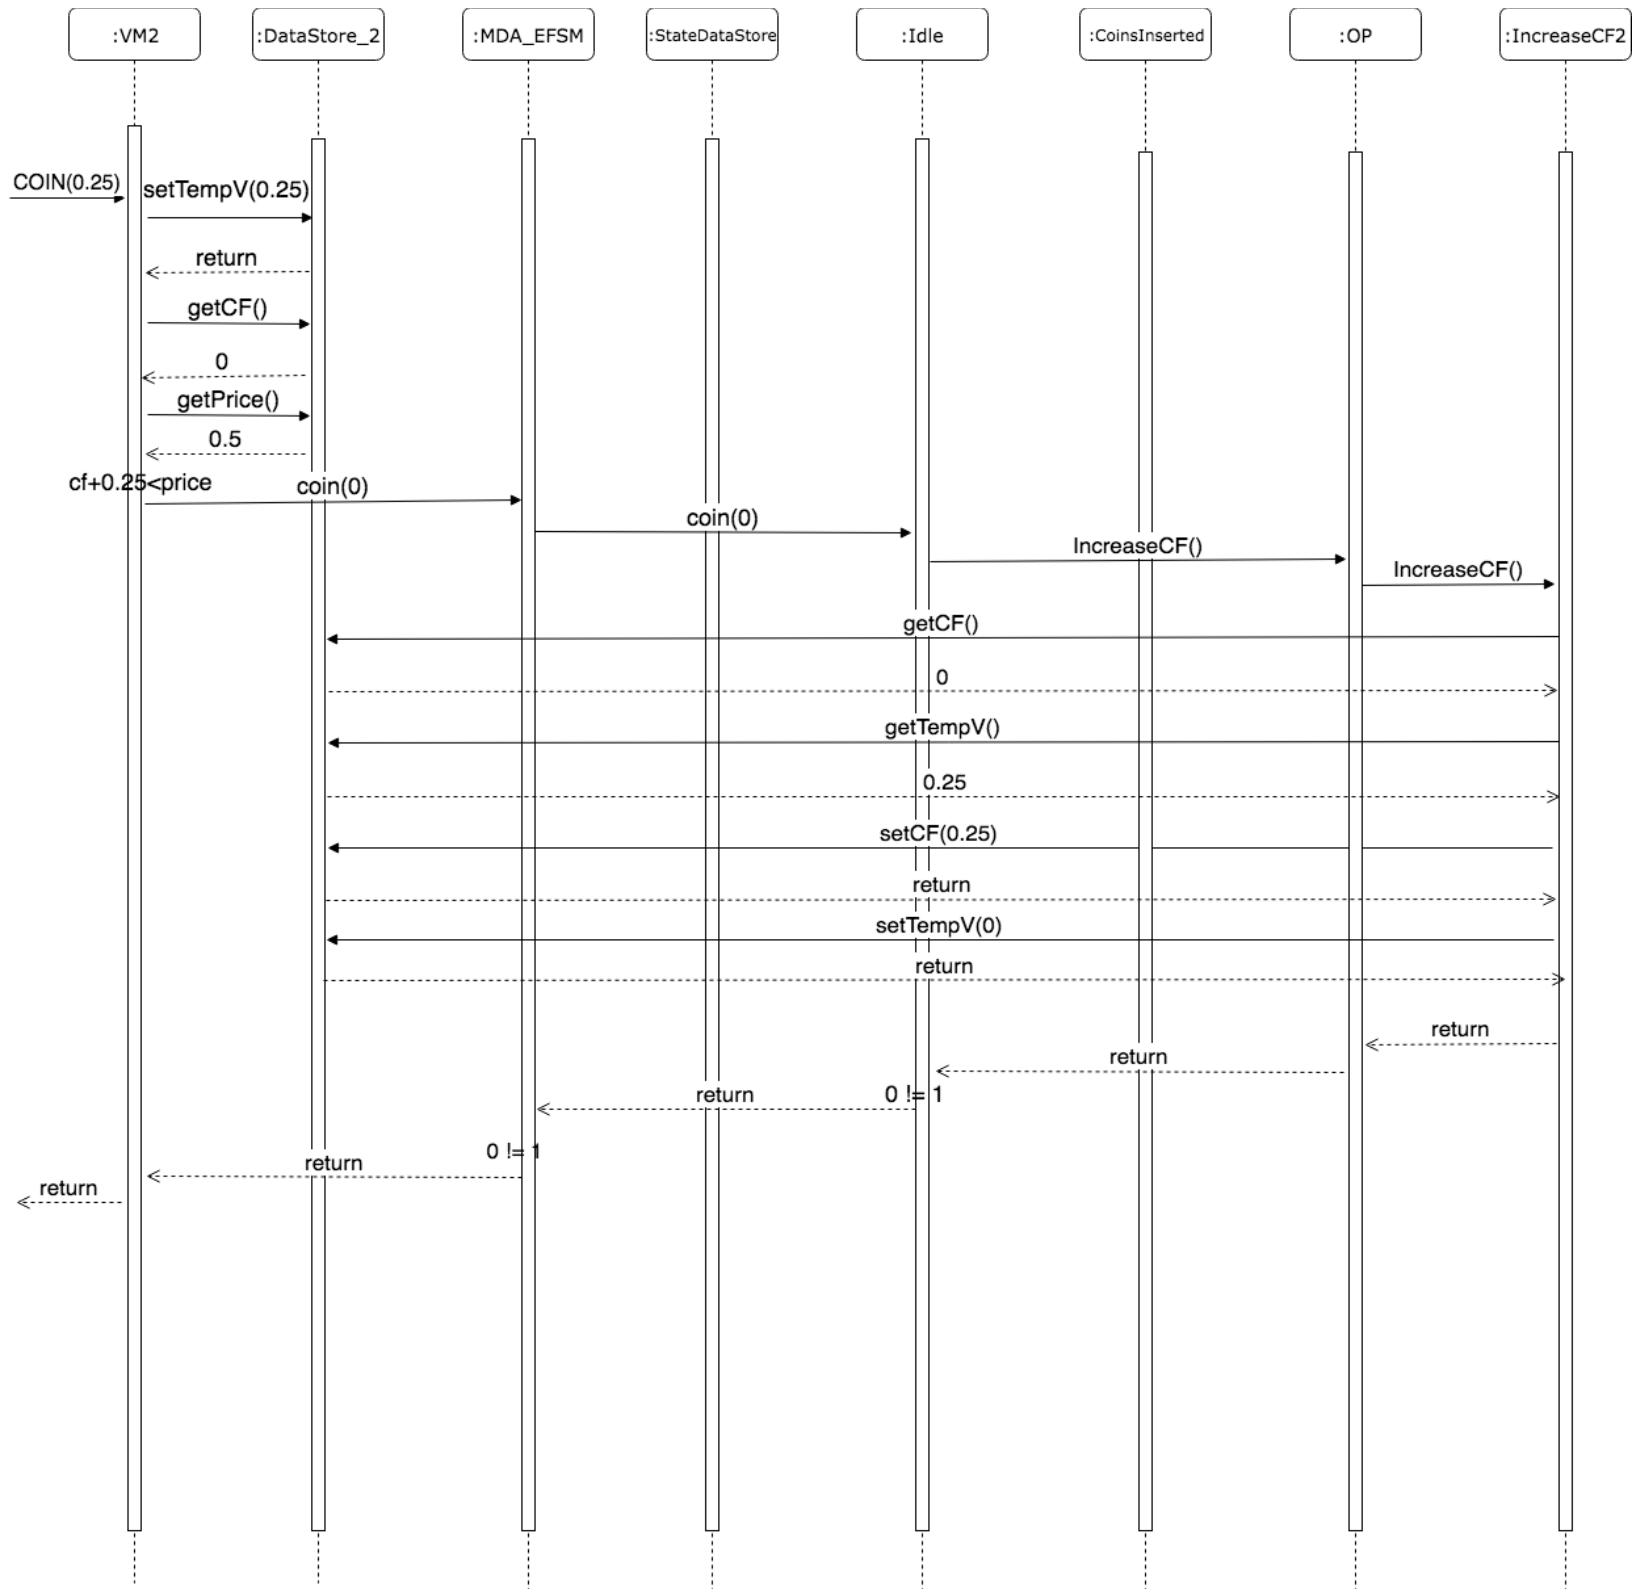 :VM2
:DataStore_2
:MDA_EFSM
:StateDataStore
:Idle
:CoinsInserted
:OP
:IncreaseCF2
COIN(0.25)
setTempV(0.25)
return
getCF()
0
getPrice()
0.5
cf+0.25<price
coin(0)
coin(0)
IncreaseCF()
IncreaseCF()
getCF()
0
getTempV()
0.25
setCF(0.25)
return
setTempV(0)
return
return
return
0 != 1
return
0 != 1
return
return